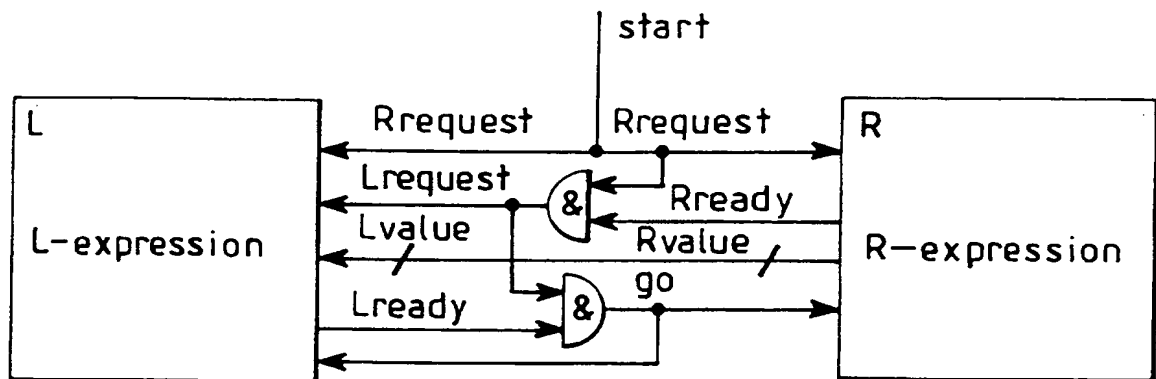 start
L
Rrequest Rrequest
R
Lrequest
&
Rready
Lvalue
Rvalue
L-expression
R-expression
go
Lready
&